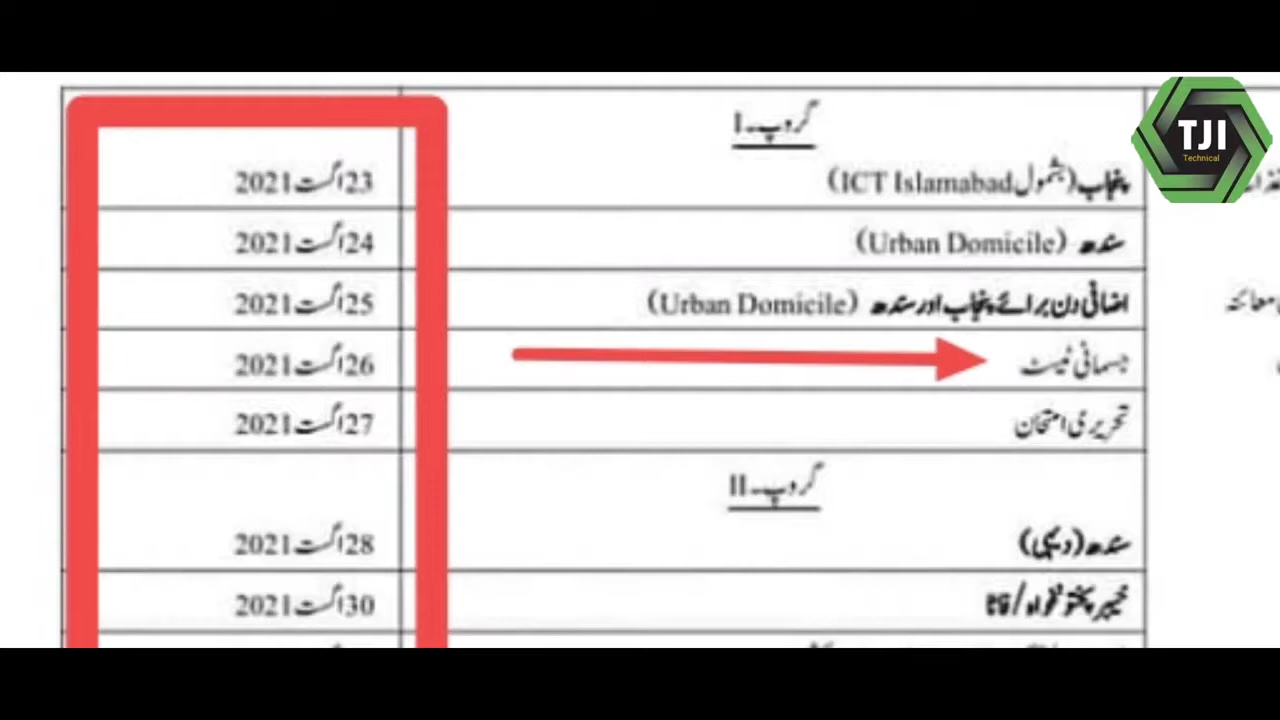 TJI
Technical
گروپ۔I
پنجاب (بشمول ICT Islamabad) 23 اگست 2021
سندھ (Urban Domicile) 24 اگست 2021
اضافی دن برائے پنجاب اور سندھ (Urban Domicile) 25 اگست 2021
معائنہ
جسمانی ٹیسٹ 26 اگست 2021
تحریری امتحان 27 اگست 2021
گروپ۔II
سندھ (دیہی) 28 اگست 2021
خیبر پختونخواہ/فاٹا 30 اگست 2021